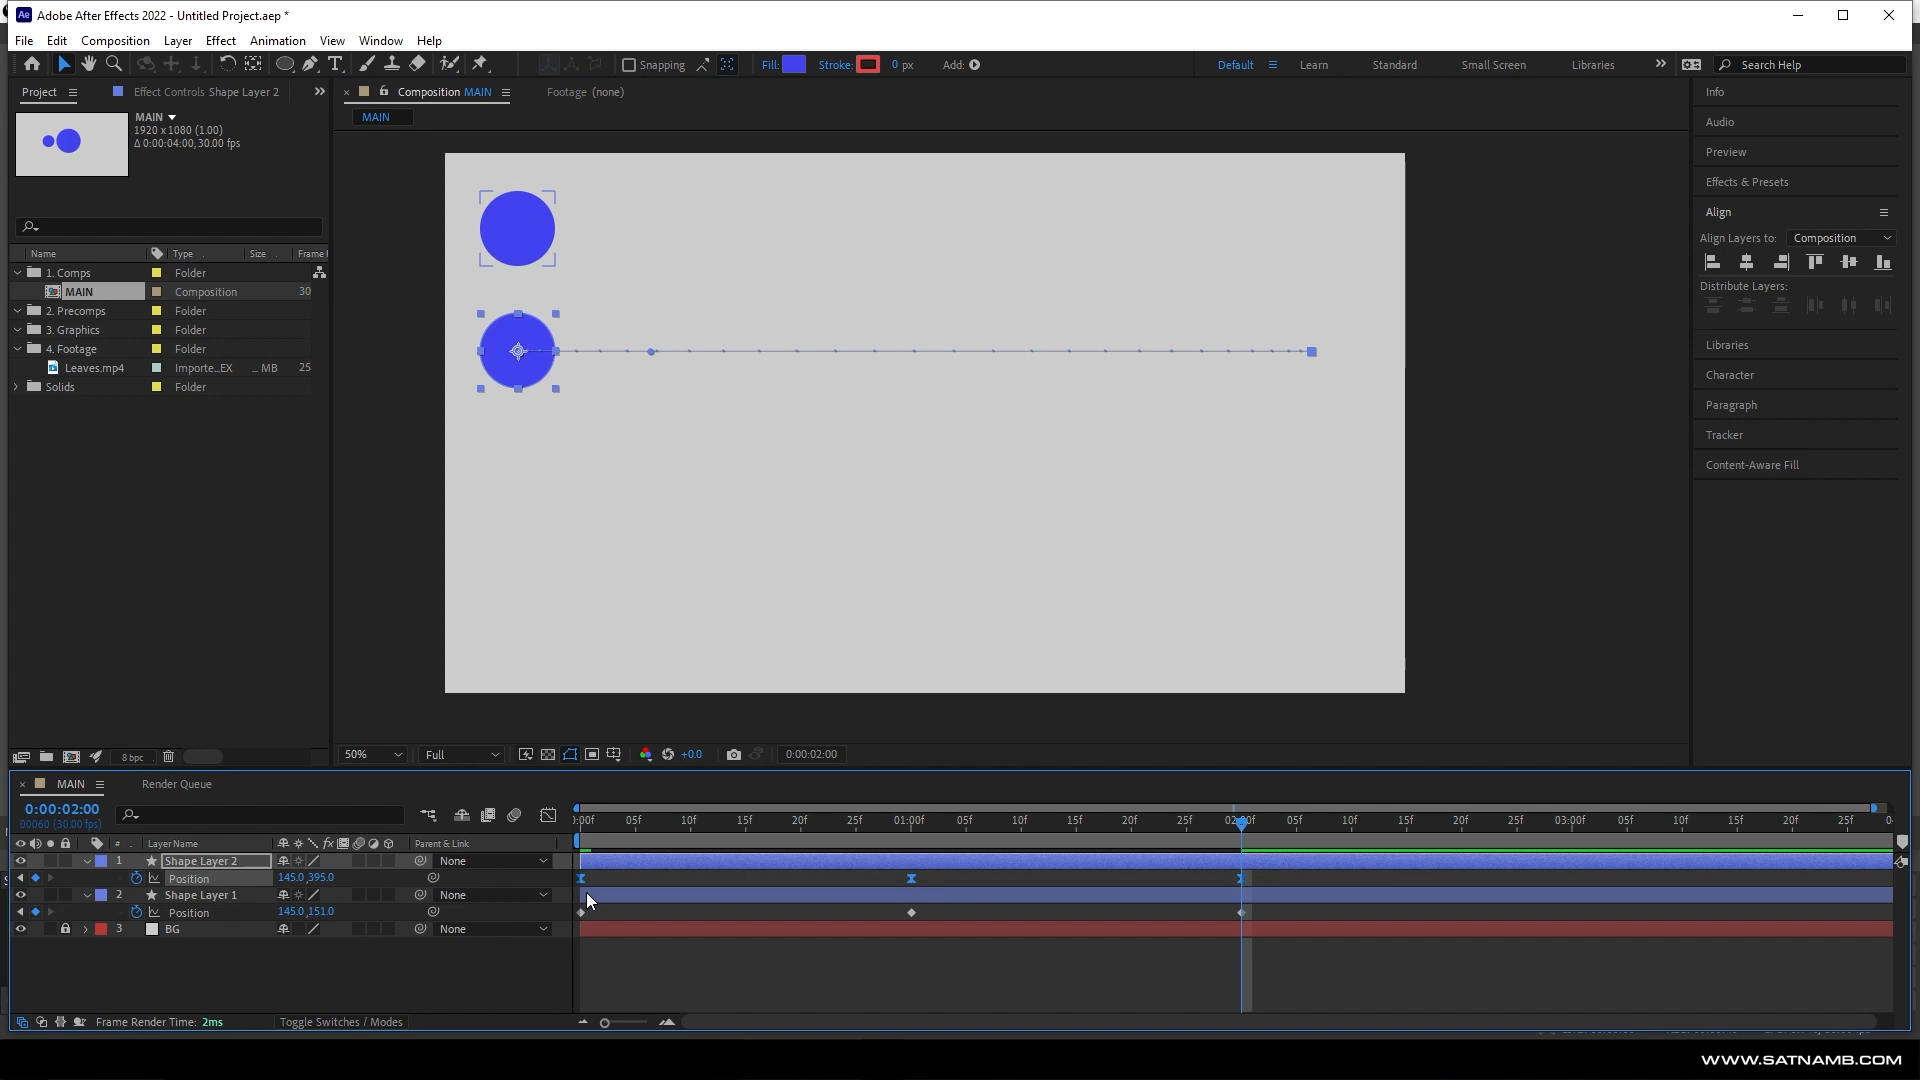 Adobe After Effects 2022 - Untitled Project.aep *
File Edit Composition Layer Effect Animation View Window Help
Snapping Fill: Stroke: 0 px Add: Default Learn Standard Small Screen Libraries Search Help
Project Effect Controls Shape Layer 2 Composition MAIN Footage (none)
MAIN
1920 x 1080 (1.00)
Δ 0:00:04:00, 30.00 fps
MAIN
Name Type Size Frame
1. Comps Folder
MAIN Composition 30
2. Precomps Folder
3. Graphics Folder
4. Footage Folder
Leaves.mp4 Importe...EX ... MB 25
Solids Folder
Info
Audio
Preview
Effects & Presets
Align
Align Layers to: Composition
Distribute Layers:
Libraries
Character
Paragraph
Tracker
Content-Aware Fill
8 bpc 50% Full +0.0 0:00:02:00
MAIN Render Queue
0:00:02:00
00060 (30.00 fps)
):00f 05f 10f 15f 20f 25f 01:00f 05f 10f 15f 20f 25f 05f 10f 15f 20f 25f 03:00f 05f 10f 15f 20f 25f
# Layer Name fx Parent & Link
1 Shape Layer 2 None
Position 145.0,395.0
2 Shape Layer 1 None
Position 145.0,151.0
3 BG None
Frame Render Time: 2ms Toggle Switches / Modes
WWW.SATNAMB.COM